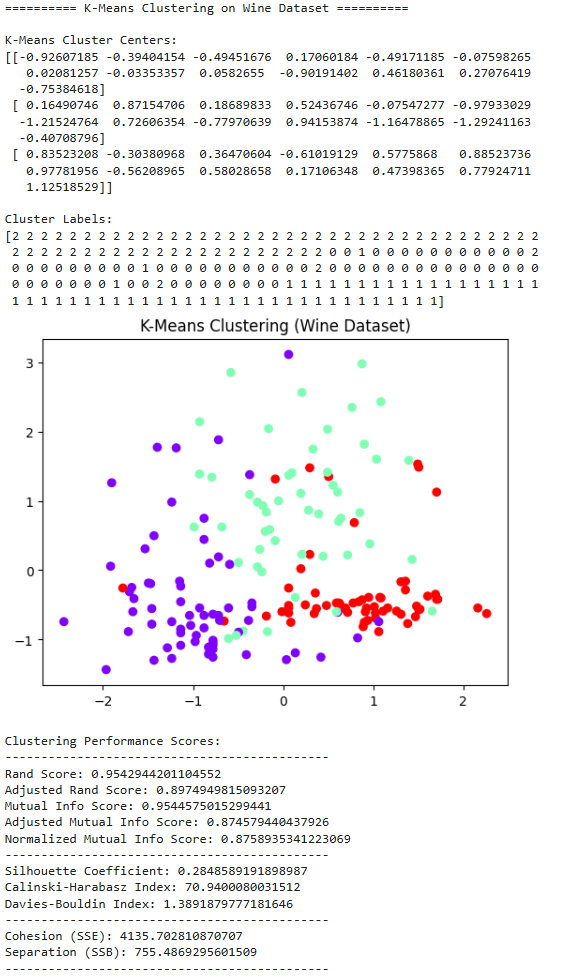 ========== K-Means Clustering on Wine Dataset ==========
K-Means Cluster Centers:
[[-0.92607185 -0.39404154 -0.49451676  0.17060184 -0.49171185 -0.07598265
   0.02081257 -0.03353357  0.0582655  -0.90191402  0.46180361  0.27076419
  -0.75384618]
 [ 0.16490746  0.87154706  0.18689833  0.52436746 -0.07547277 -0.97933029
  -1.21524764  0.72606354 -0.77970639  0.94153874 -1.16478865 -1.29241163
  -0.40708796]
 [ 0.83523208 -0.30380968  0.36470604 -0.61019129  0.5775868   0.88523736
   0.97781956 -0.56208965  0.58028658  0.17106348  0.47398365  0.77924711
   1.12518529]]
Cluster Labels:
[2 2 2 2 2 2 2 2 2 2 2 2 2 2 2 2 2 2 2 2 2 2 2 2 2 2 2 2 2 2 2 2 2 2 2 2 2
 2 2 2 2 2 2 2 2 2 2 2 2 2 2 2 2 2 2 2 2 2 2 0 0 1 0 0 0 0 0 0 0 0 0 0 0 2
 0 0 0 0 0 0 0 0 0 1 0 0 0 0 0 0 0 0 0 0 0 2 0 0 0 0 0 0 0 0 0 0 0 0 0 0 0
 0 0 0 0 0 0 0 1 0 0 2 0 0 0 0 0 0 0 0 1 1 1 1 1 1 1 1 1 1 1 1 1 1 1 1 1 1
 1 1 1 1 1 1 1 1 1 1 1 1 1 1 1 1 1 1 1 1 1 1 1 1 1 1 1 1 1 1]
K-Means Clustering (Wine Dataset)
3
2
1
0
−1
−2 −1 0 1 2
Clustering Performance Scores:
----------------------------------------
Rand Score: 0.9542944201104552
Adjusted Rand Score: 0.8974949815093207
Mutual Info Score: 0.9544575015299441
Adjusted Mutual Info Score: 0.874579440437926
Normalized Mutual Info Score: 0.8758935341223069
----------------------------------------
Silhouette Coefficient: 0.2848589191898987
Calinski-Harabasz Index: 70.9400080031512
Davies-Bouldin Index: 1.3891879777181646
----------------------------------------
Cohesion (SSE): 4135.702810870707
Separation (SSB): 755.4869295601509
----------------------------------------